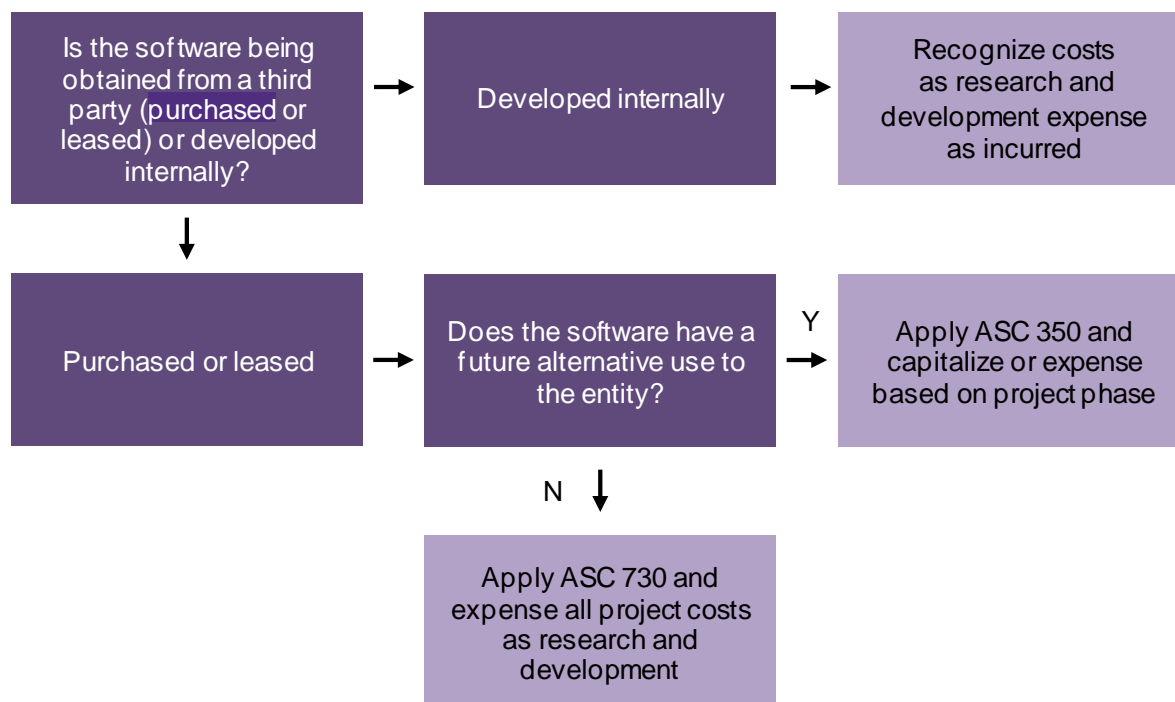 Is the software being
obtained from a third
party (purchased or
leased) or developed
internally?
Developed internally
Recognize costs
as research and
development expense
as incurred
Purchased or leased
Does the software have a
future alternative use to
the entity?
Y
Apply ASC 350 and
capitalize or expense
based on project phase
N
Apply ASC 730 and
expense all project costs
as research and
development